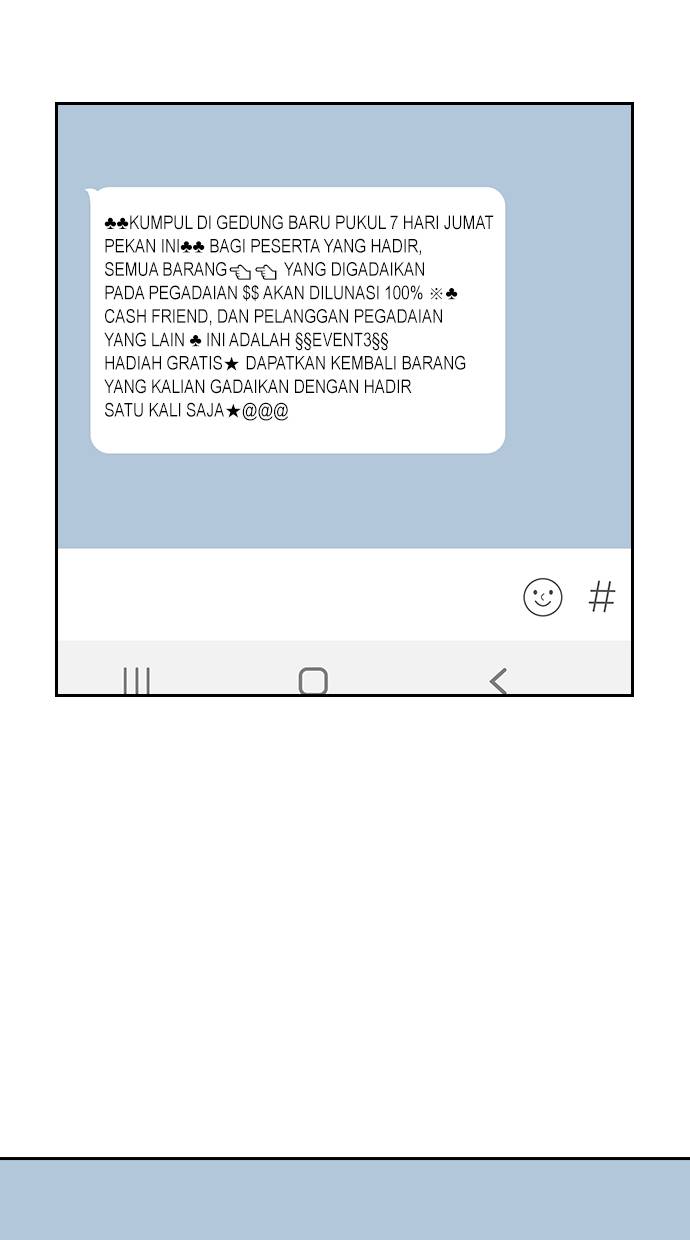 ♣♣KUMPUL DI GEDUNG BARU PUKUL 7 HARI JUMAT
PEKAN INI♣♣ BAGI PESERTA YANG HADIR,
SEMUA BARANG☜☜ YANG DIGADAIKAN
PADA PEGADAIAN $$ AKAN DILUNASI 100% ※♣
CASH FRIEND, DAN PELANGGAN PEGADAIAN
YANG LAIN ♣ INI ADALAH §§EVENT3§§
HADIAH GRATIS★ DAPATKAN KEMBALI BARANG
YANG KALIAN GADAIKAN DENGAN HADIR
SATU KALI SAJA★@@@
#